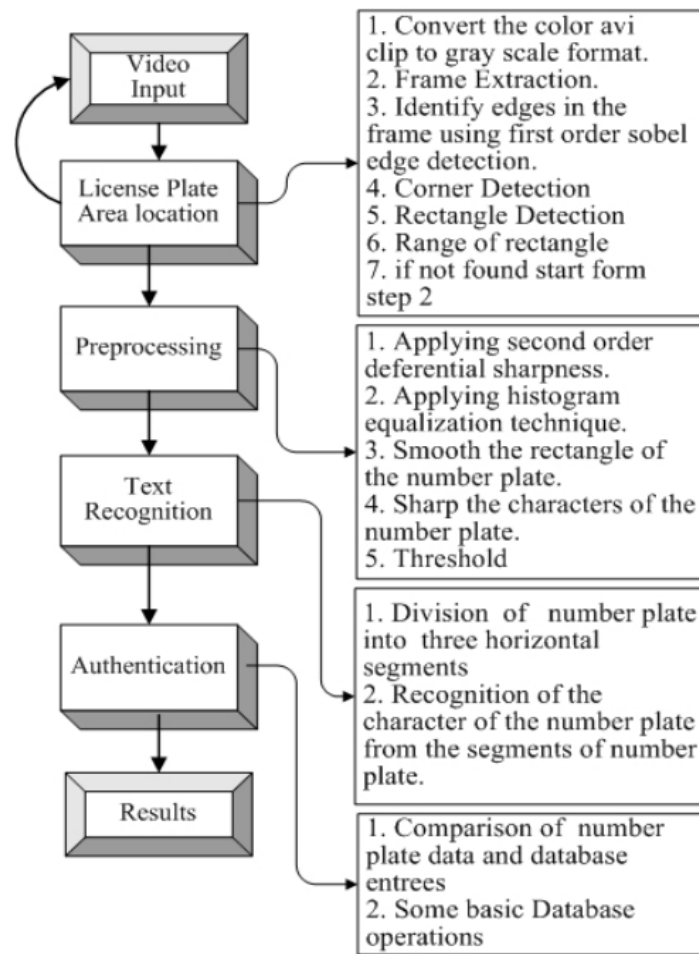 Video
Input
License Plate
Area location
Preprocessing
Text
Recognition
Authentication
Results
1. Convert the color avi
clip to gray scale format.
2. Frame Extraction.
3. Identify edges in the
frame using first order sobel
edge detection.
4. Corner Detection
5. Rectangle Detection
6. Range of rectangle
7. if not found start form
step 2
1. Applying second order
deferential sharpness.
2. Applying histogram
equalization technique.
3. Smooth the rectangle of
the number plate.
4. Sharp the characters of the
number plate.
5. Threshold
1. Division of number plate
into three horizontal
segments
2. Recognition of the
character of the number plate
from the segments of number
plate.
1. Comparison of number
plate data and database
entrees
2. Some basic Database
operations